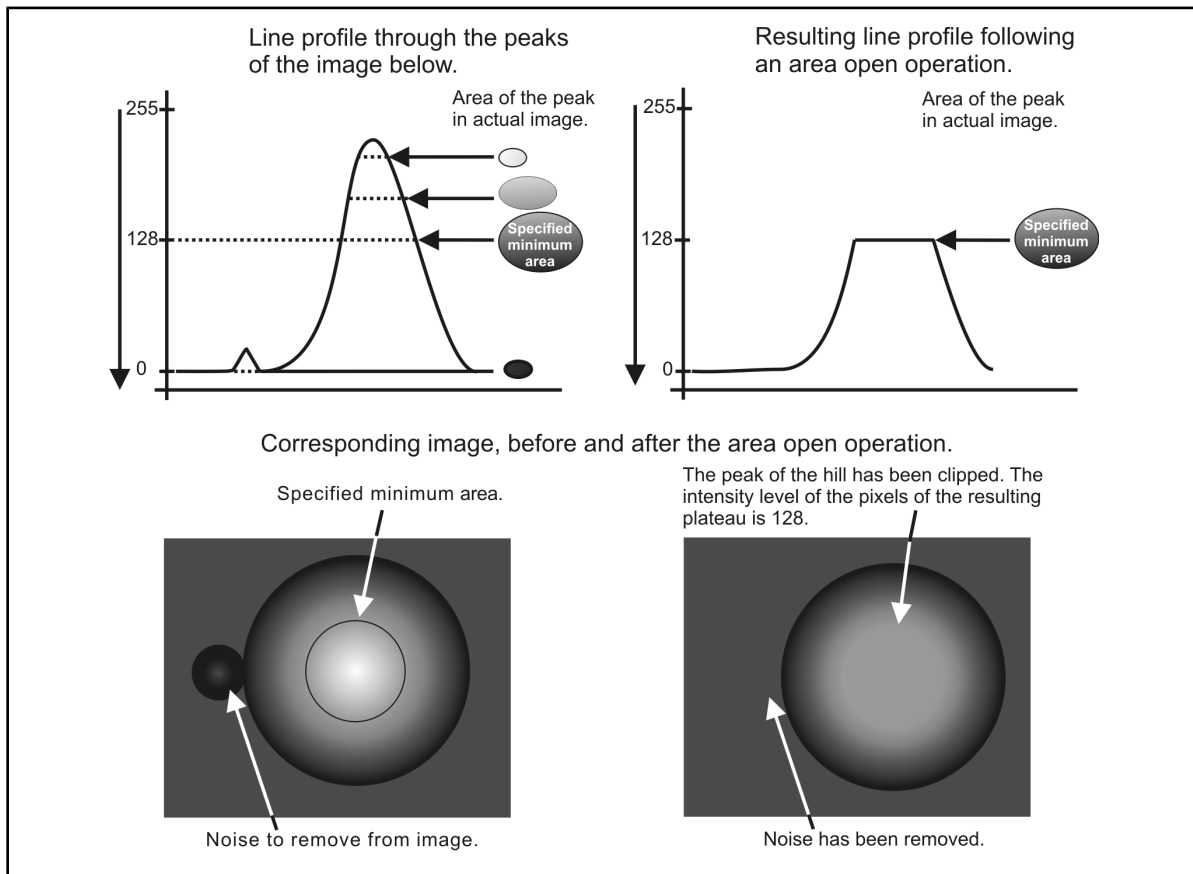 Line profile through the peaks
of the image below.
Area of the peak
in actual image.
255
128
0
Specified
minimum
area
Resulting line profile following
an area open operation.
Area of the peak
in actual image.
255
128
0
Specified
minimum
area
Corresponding image, before and after the area open operation.
Specified minimum area.
Noise to remove from image.
The peak of the hill has been clipped. The
intensity level of the pixels of the resulting
plateau is 128.
Noise has been removed.